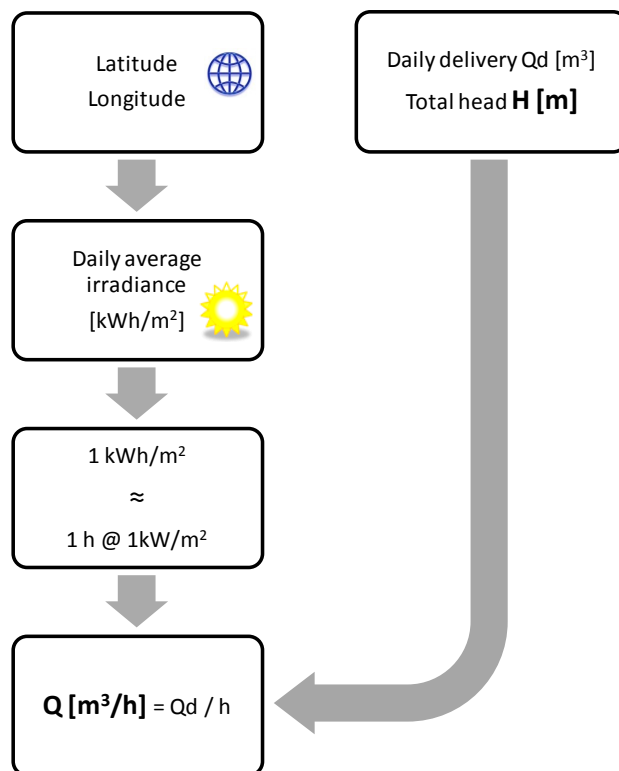 Latitude
Longitude
Daily delivery Qd [m³]
Total head H [m]
Daily average
irradiance
[kWh/m²]
1 kWh/m²
≈
1 h @ 1kW/m²
Q [m³/h] = Qd / h